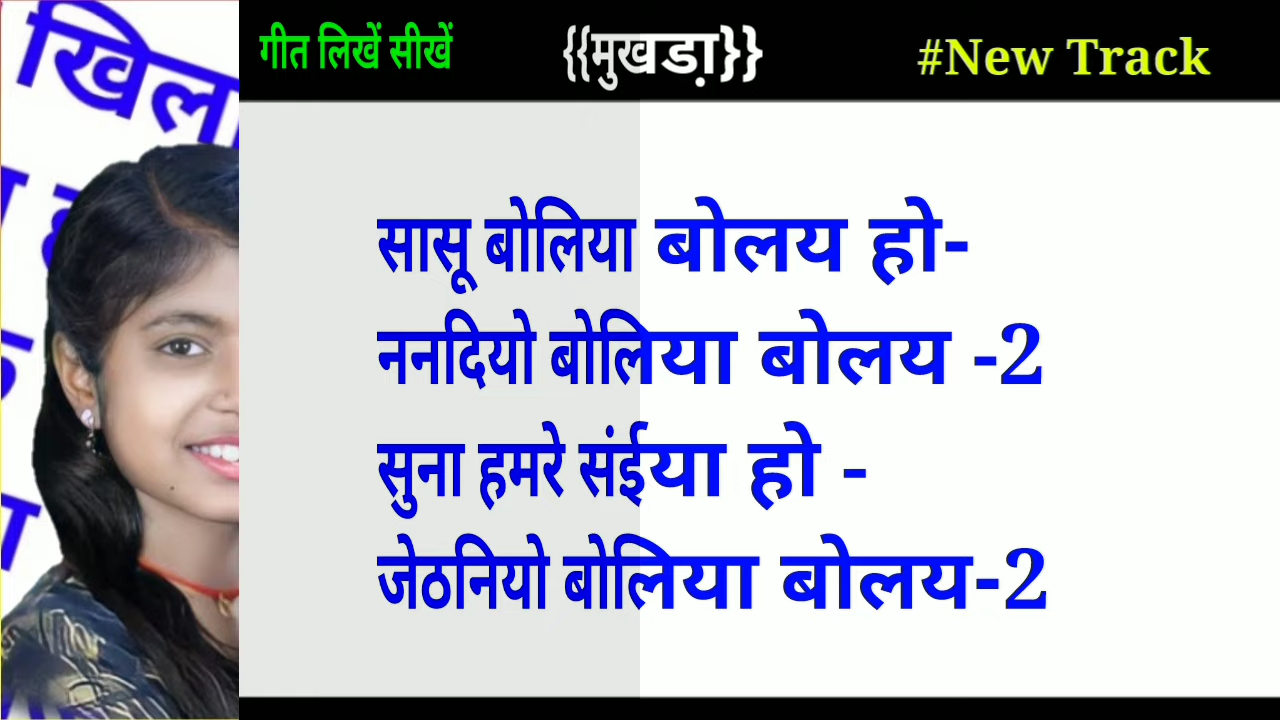 गीत लिखें सीखें {{मुखडा़}} #New Track
सासू बोलिया बोलय हो-
ननदियो बोलिया बोलय -2
सुना हमरे संईया हो -
जेठनियो बोलिया बोलय-2